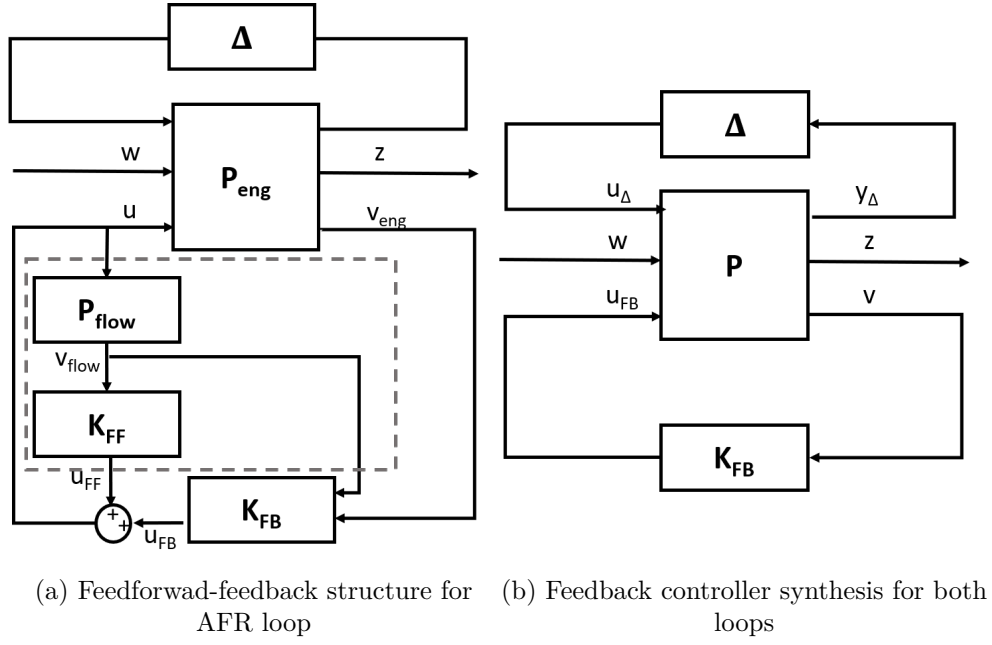 Δ
w
P_eng
z
u
v_eng
P_flow
v_flow
K_FF
u_FF
+
+
u_FB
K_FB
(a) Feedforwad-feedback structure for
AFR loop
Δ
u_Δ
y_Δ
w
P
z
u_FB
v
K_FB
(b) Feedback controller synthesis for both
loops